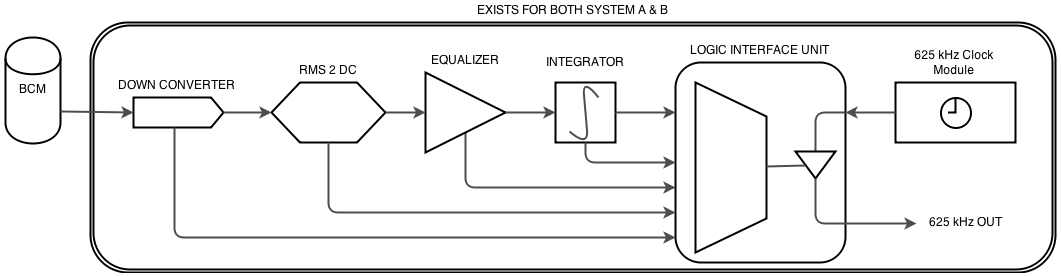 EXISTS FOR BOTH SYSTEM A & B
BCM
DOWN CONVERTER
RMS 2 DC
EQUALIZER
INTEGRATOR
LOGIC INTERFACE UNIT
625 kHz Clock
Module
625 kHz OUT